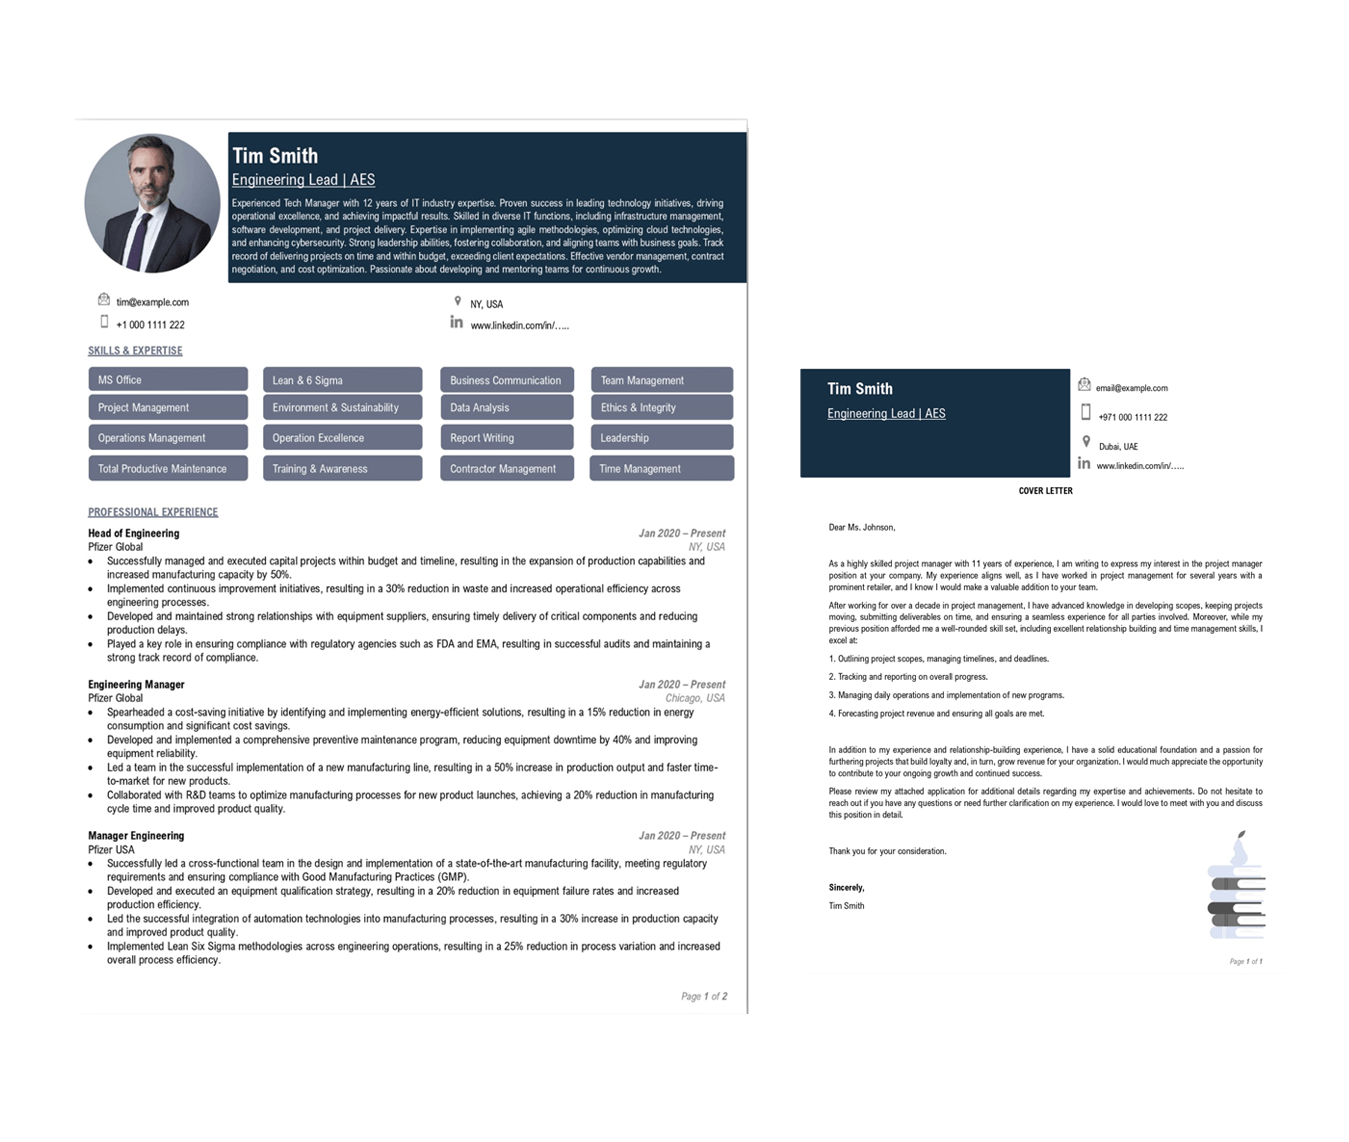 Tim Smith
Engineering Lead | AES
Experienced Tech Manager with 12 years of IT industry expertise. Proven success in leading technology initiatives, driving
operational excellence, and achieving impactful results. Skilled in diverse IT functions, including infrastructure management,
software development, and project delivery. Expertise in implementing agile methodologies, optimizing cloud technologies,
and enhancing cybersecurity. Strong leadership abilities, fostering collaboration, and aligning teams with business goals. Track
record of delivering projects on time and within budget, exceeding client expectations. Effective vendor management, contract
negotiation, and cost optimization. Passionate about developing and mentoring teams for continuous growth.
tim@example.com
NY, USA
+1 000 1111 222
in www.linkedin.com/in/…..
SKILLS & EXPERTISE
MS Office
Lean & 6 Sigma
Business Communication
Team Management
Project Management
Environment & Sustainability
Data Analysis
Ethics & Integrity
Operations Management
Operation Excellence
Report Writing
Leadership
Total Productive Maintenance
Training & Awareness
Contractor Management
Time Management
PROFESSIONAL EXPERIENCE
Head of Engineering Jan 2020 – Present
Pfizer Global NY, USA
• Successfully managed and executed capital projects within budget and timeline, resulting in the expansion of production capabilities and
increased manufacturing capacity by 50%.
• Implemented continuous improvement initiatives, resulting in a 30% reduction in waste and increased operational efficiency across
engineering processes.
• Developed and maintained strong relationships with equipment suppliers, ensuring timely delivery of critical components and reducing
production delays.
• Played a key role in ensuring compliance with regulatory agencies such as FDA and EMA, resulting in successful audits and maintaining a
strong track record of compliance.
Engineering Manager Jan 2020 – Present
Pfizer Global Chicago, USA
• Spearheaded a cost-saving initiative by identifying and implementing energy-efficient solutions, resulting in a 15% reduction in energy
consumption and significant cost savings.
• Developed and implemented a comprehensive preventive maintenance program, reducing equipment downtime by 40% and improving
equipment reliability.
• Led a team in the successful implementation of a new manufacturing line, resulting in a 50% increase in production output and faster time-
to-market for new products.
• Collaborated with R&D teams to optimize manufacturing processes for new product launches, achieving a 20% reduction in manufacturing
cycle time and improved product quality.
Manager Engineering Jan 2020 – Present
Pfizer USA NY, USA
• Successfully led a cross-functional team in the design and implementation of a state-of-the-art manufacturing facility, meeting regulatory
requirements and ensuring compliance with Good Manufacturing Practices (GMP).
• Developed and executed an equipment qualification strategy, resulting in a 20% reduction in equipment failure rates and increased
production efficiency.
• Led the successful integration of automation technologies into manufacturing processes, resulting in a 30% increase in production capacity
and improved product quality.
• Implemented Lean Six Sigma methodologies across engineering operations, resulting in a 25% reduction in process variation and increased
overall process efficiency.
Page 1 of 2
Tim Smith
Engineering Lead | AES
email@example.com
+971 000 1111 222
Dubai, UAE
in www.linkedin.com/in/…..
COVER LETTER
Dear Ms. Johnson,
As a highly skilled project manager with 11 years of experience, I am writing to express my interest in the project manager
position at your company. My experience aligns well, as I have worked in project management for several years with a
prominent retailer, and I know I would make a valuable addition to your team.
After working for over a decade in project management, I have advanced knowledge in developing scopes, keeping projects
moving, submitting deliverables on time, and ensuring a seamless experience for all parties involved. Moreover, while my
previous position afforded me a well-rounded skill set, including excellent relationship building and time management skills, I
excel at:
1. Outlining project scopes, managing timelines, and deadlines.
2. Tracking and reporting on overall progress.
3. Managing daily operations and implementation of new programs.
4. Forecasting project revenue and ensuring all goals are met.
In addition to my experience and relationship-building experience, I have a solid educational foundation and a passion for
furthering projects that build loyalty and, in turn, grow revenue for your organization. I would much appreciate the opportunity
to contribute to your ongoing growth and continued success.
Please review my attached application for additional details regarding my expertise and achievements. Do not hesitate to
reach out if you have any questions or need further clarification on my experience. I would love to meet with you and discuss
this position in detail.
Thank you for your consideration.
Sincerely,
Tim Smith
Page 1 of 1